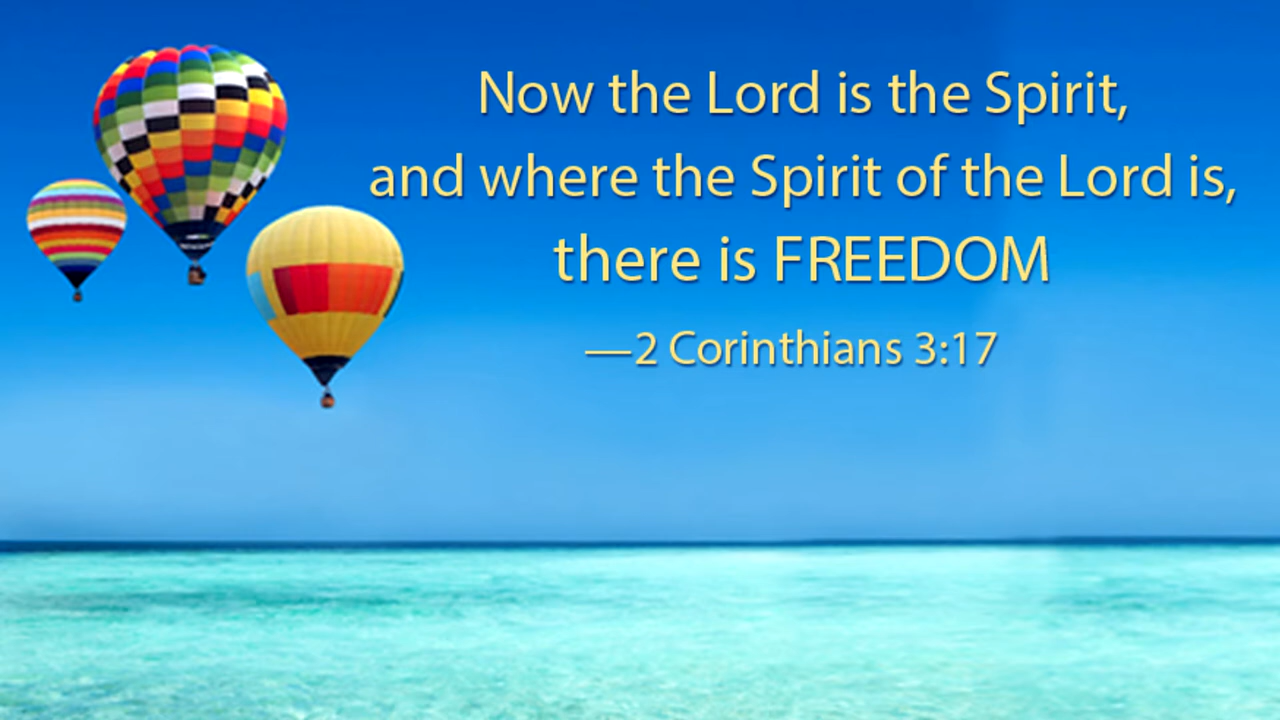 Now the Lord is the Spirit,
and where the Spirit of the Lord is,
there is FREEDOM
—2 Corinthians 3:17